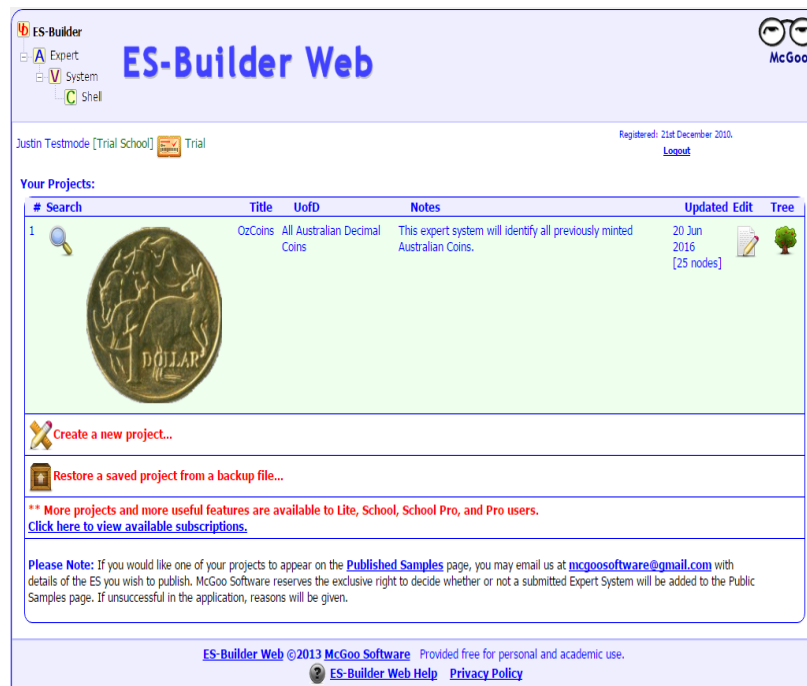 ES-Builder
A Expert
V System
C Shell
ES-Builder Web
McGoo
Justin Testmode [Trial School] Trial
Registered: 21st December 2010.
Logout
Your Projects:
# Search Title UofD Notes Updated Edit Tree
1 OzCoins All Australian Decimal This expert system will identify all previously minted 20 Jun
Coins Australian Coins. 2016
[25 nodes]
DOLLAR
Create a new project...
Restore a saved project from a backup file...
** More projects and more useful features are available to Lite, School, School Pro, and Pro users.
Click here to view available subscriptions.
Please Note: If you would like one of your projects to appear on the Published Samples page, you may email us at mcgoosoftware@gmail.com with
details of the ES you wish to publish. McGoo Software reserves the exclusive right to decide whether or not a submitted Expert System will be added to the Public
Samples page. If unsuccessful in the application, reasons will be given.
ES-Builder Web ©2013 McGoo Software Provided free for personal and academic use.
? ES-Builder Web Help Privacy Policy